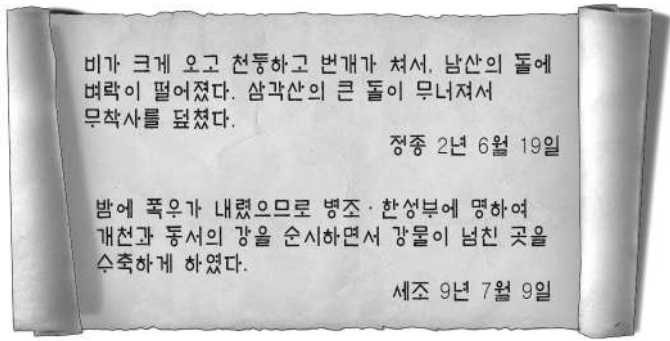 비가 크게 오고 천둥하고 번개가 쳐서, 남산의 돌에
벼락이 떨어졌다. 삼각산의 큰 돌이 무너져서
무착사를 덮쳤다.
정종 2년 6월 19일
밤에 폭우가 내렸으므로 병조·한성부에 명하여
개천과 동서의 강을 순시하면서 강물이 넘친 곳을
수축하게 하였다.
세조 9년 7월 9일